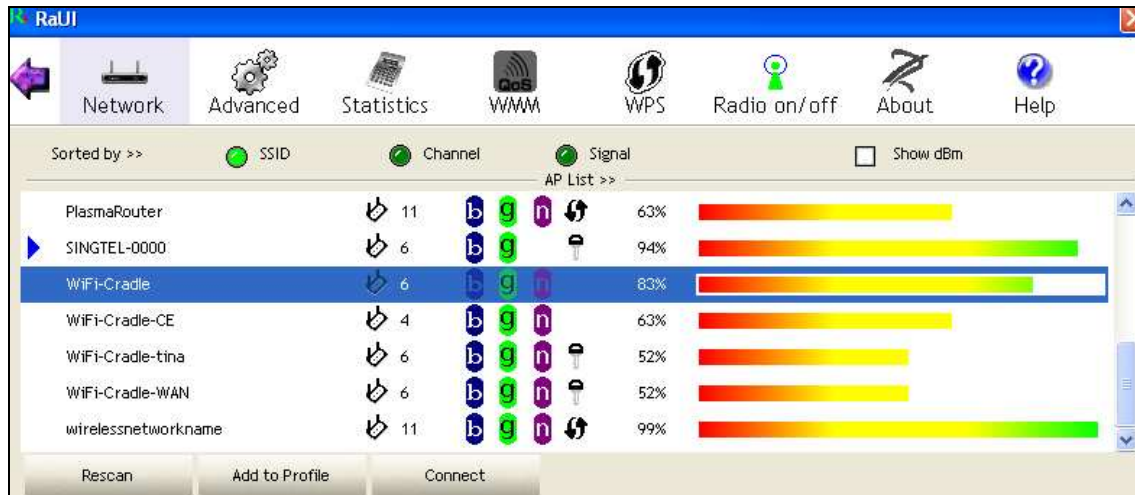 R RaUI
Network Advanced Statistics QoS WMM WPS Radio on/off About Help
Sorted by >> SSID Channel Signal Show dBm
AP List >>
PlasmaRouter 11 b g n 63%
SINGTEL-0000 6 b g 94%
WiFi-Cradle 6 b g n 83%
WiFi-Cradle-CE 4 b g n 63%
WiFi-Cradle-tina 6 b g n 52%
WiFi-Cradle-WAN 6 b g n 52%
wirelessnetworkname 11 b g n 99%
Rescan Add to Profile Connect